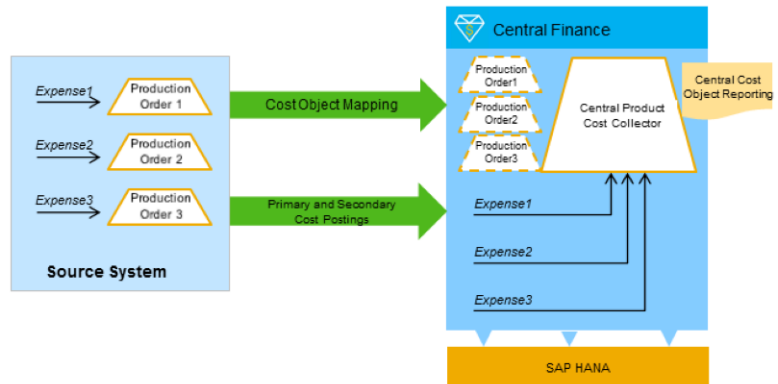 Central Finance
Expense1
Production
Order 1
Expense2
Production
Order 2
Expense3
Production
Order 3
Source System
Cost Object Mapping
Primary and Secondary
Cost Postings
Production
Order1
Production
Order2
Production
Order3
Central Product
Cost Collector
Central Cost
Object Reporting
Expense1
Expense2
Expense3
SAP HANA